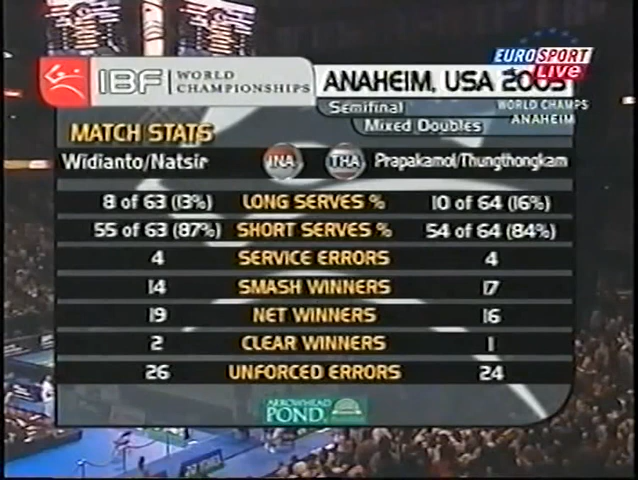 EUROSPORT
Live
IBF WORLD CHAMPIONSHIPS
ANAHEIM, USA 2005
WORLD CHAMPS
ANAHEIM
Semifinal
Mixed Doubles
MATCH STATS
Widianto/Natsir INA THA Prapakamol/Thungthongkam
8 of 63 (13%) LONG SERVES % 10 of 64 (16%)
55 of 63 (87%) SHORT SERVES % 54 of 64 (84%)
4 SERVICE ERRORS 4
14 SMASH WINNERS 17
19 NET WINNERS 16
2 CLEAR WINNERS 1
26 UNFORCED ERRORS 24
ARROWHEAD
POND